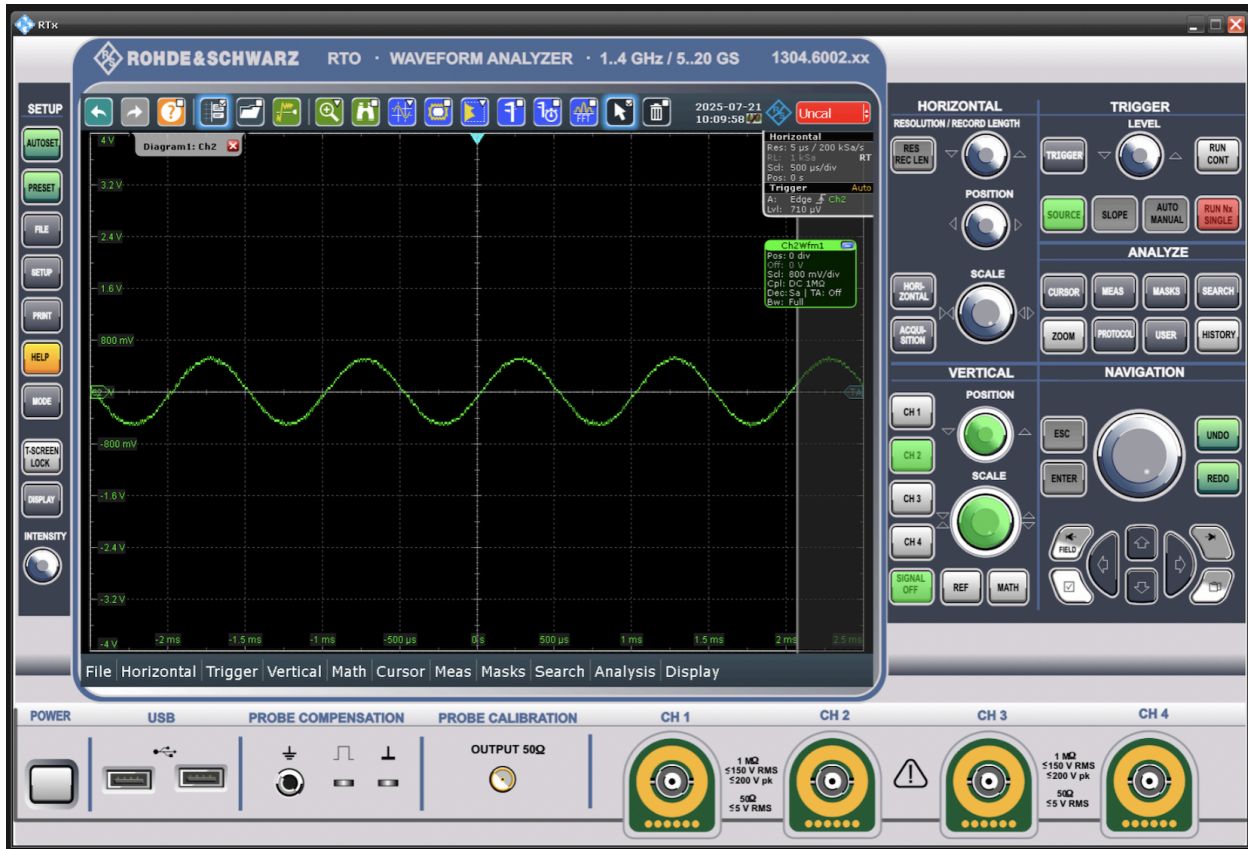 RTx
ROHDE&SCHWARZ RTO · WAVEFORM ANALYZER · 1..4 GHz / 5..20 GS 1304.6002.xx
SETUP
AUTOSET
PRESET
FILE
SETUP
PRINT
HELP
MODE
T-SCREEN
LOCK
DISPLAY
INTENSITY
2025-07-21
10:09:58
Uncal
Diagram1: Ch2
Horizontal
Res: 5 µs / 200 kSa/s
RL: 1 kSa RT
Scl: 500 µs/div
Pos: 0 s
Trigger Auto
A: Edge Ch2
Lvl: 710 µV
Ch2Wfm1
Pos: 0 div
Off: 0 V
Scl: 800 mV/div
Cpl: DC 1MΩ
Dec: Sa | TA: Off
Bw: Full
4 V
3.2 V
2.4 V
1.6 V
800 mV
TA
-800 mV
-1.6 V
-2.4 V
-3.2 V
-4 V
-2 ms -1.5 ms -1 ms -500 µs 0 s 500 µs 1 ms 1.5 ms 2 ms 2.5 ms
File Horizontal Trigger Vertical Math Cursor Meas Masks Search Analysis Display
HORIZONTAL
RESOLUTION / RECORD LENGTH
RES
REC LEN
POSITION
SCALE
HORI-
ZONTAL
ACQUI-
SITION
TRIGGER
LEVEL
TRIGGER
RUN
CONT
SOURCE
SLOPE
AUTO
MANUAL
RUN Nx
SINGLE
ANALYZE
CURSOR MEAS MASKS SEARCH
ZOOM PROTOCOL USER HISTORY
VERTICAL
POSITION
CH 1
CH 2
SCALE
CH 3
CH 4
SIGNAL
OFF
REF
MATH
NAVIGATION
ESC
UNDO
ENTER
REDO
FIELD
POWER
USB
PROBE COMPENSATION
PROBE CALIBRATION
OUTPUT 50Ω
CH 1
1 MΩ
≤150 V RMS
≤200 V pk
50Ω
≤5 V RMS
CH 2
CH 3
1 MΩ
≤150 V RMS
≤200 V pk
50Ω
≤5 V RMS
CH 4